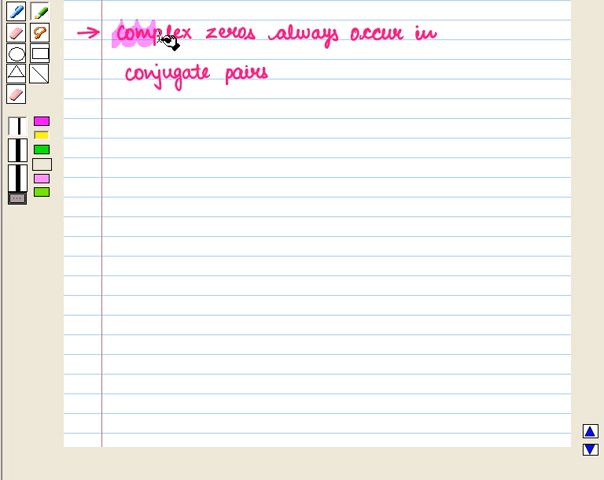 → complex zeros always occur in
conjugate pairs